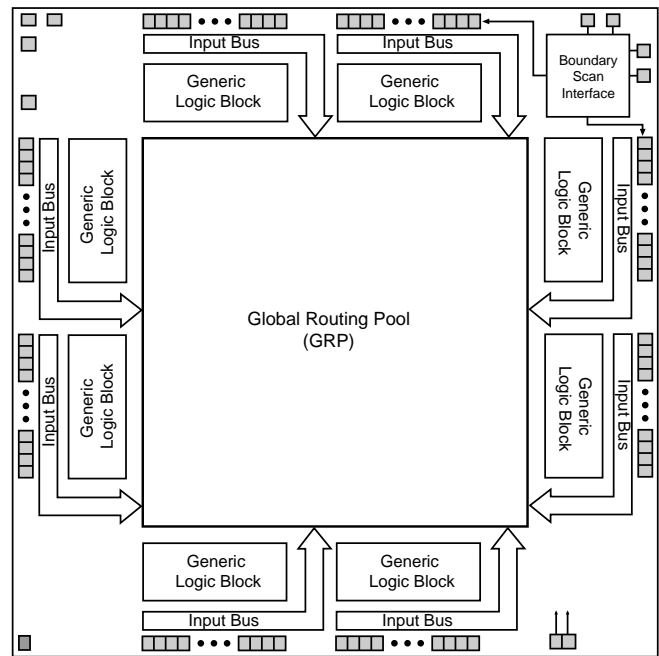 Input Bus
Input Bus
Generic
Logic Block
Generic
Logic Block
Boundary
Scan
Interface
Input Bus
Generic
Logic Block
Generic
Logic Block
Input Bus
Global Routing Pool
(GRP)
Input Bus
Generic
Logic Block
Generic
Logic Block
Input Bus
Generic
Logic Block
Generic
Logic Block
Input Bus
Input Bus